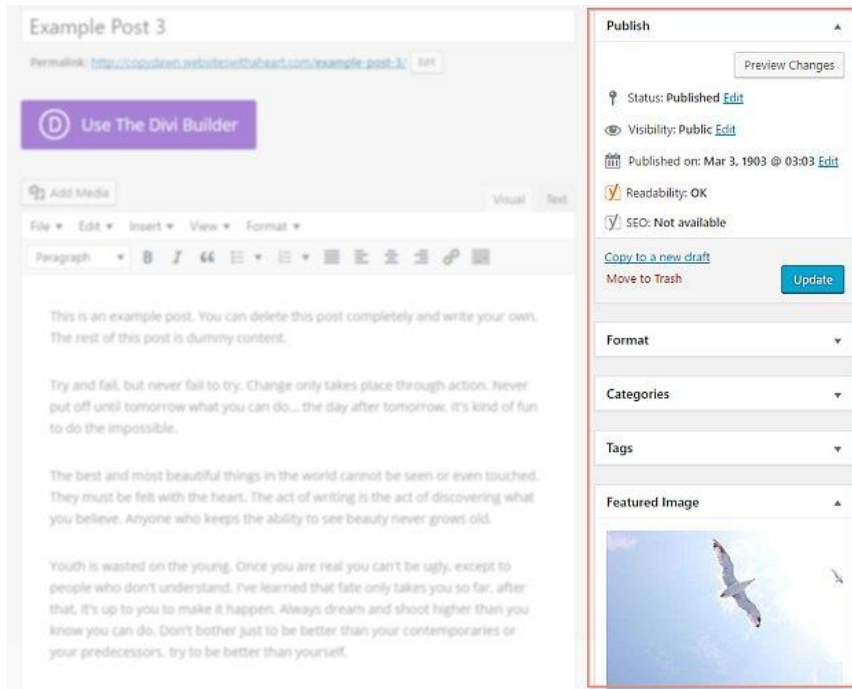 Example Post 3
Permalink: http://copydawn.websiteswithaheart.com/example-post-3/ Edit
Use The Divi Builder
Add Media
Visual Text
File Edit Insert View Format
Paragraph B I
This is an example post. You can delete this post completely and write your own.
The rest of this post is dummy content.
Try and fail, but never fail to try. Change only takes place through action. Never
put off until tomorrow what you can do... the day after tomorrow. It's kind of fun
to do the impossible.
The best and most beautiful things in the world cannot be seen or even touched.
They must be felt with the heart. The act of writing is the act of discovering what
you believe. Anyone who keeps the ability to see beauty never grows old.
Youth is wasted on the young. Once you are real you can't be ugly, except to
people who don't understand. I've learned that fate only takes you so far, after
that, it's up to you to make it happen. Always dream and shoot higher than you
know you can do. Don't bother just to be better than your contemporaries or
your predecessors. try to be better than yourself.
Publish
Preview Changes
Status: Published Edit
Visibility: Public Edit
Published on: Mar 3, 1903 @ 03:03 Edit
Readability: OK
SEO: Not available
Copy to a new draft
Move to Trash
Update
Format
Categories
Tags
Featured Image